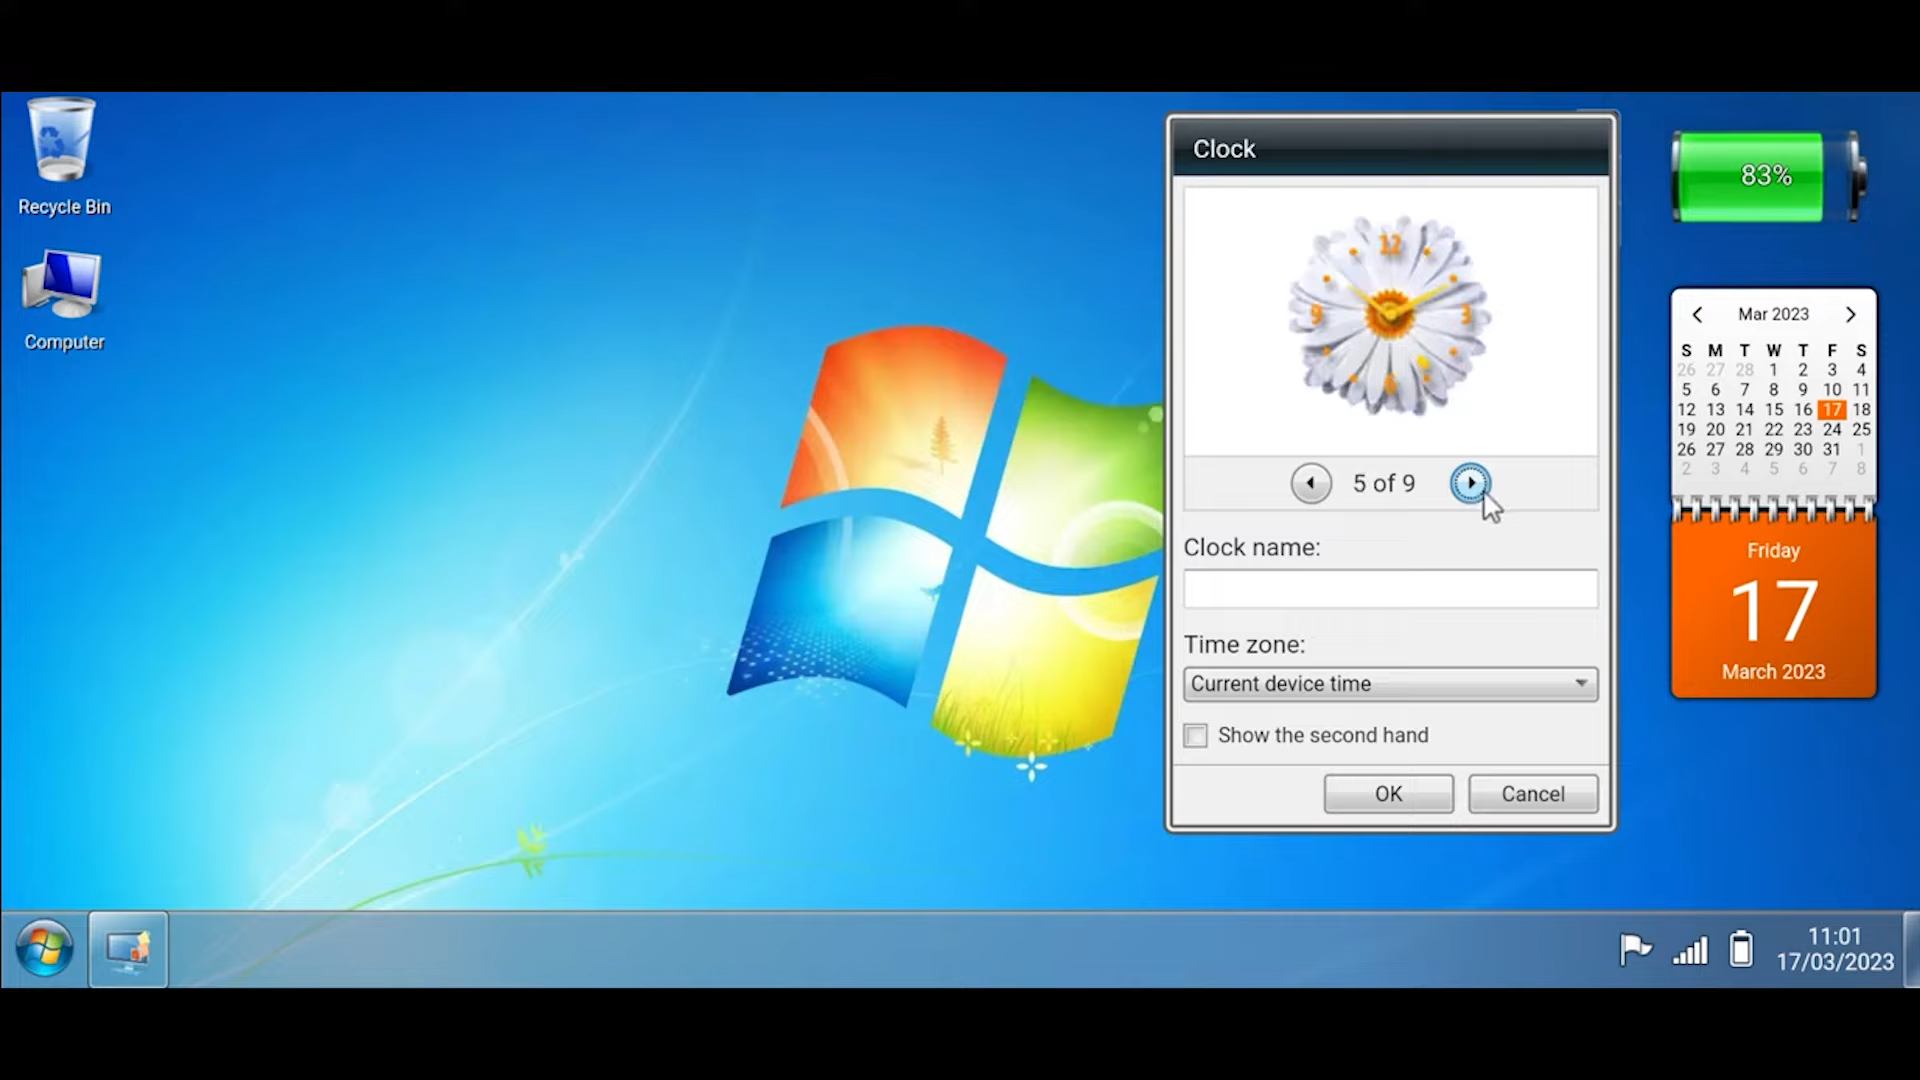 Recycle Bin
Computer
Clock
12
9
3
6
5 of 9
Clock name:
Time zone:
Current device time
Show the second hand
OK
Cancel
83%
Mar 2023
S M T W T F S
26 27 28 1 2 3 4
5 6 7 8 9 10 11
12 13 14 15 16 17 18
19 20 21 22 23 24 25
26 27 28 29 30 31 1
2 3 4 5 6 7 8
Friday
17
March 2023
11:01
17/03/2023